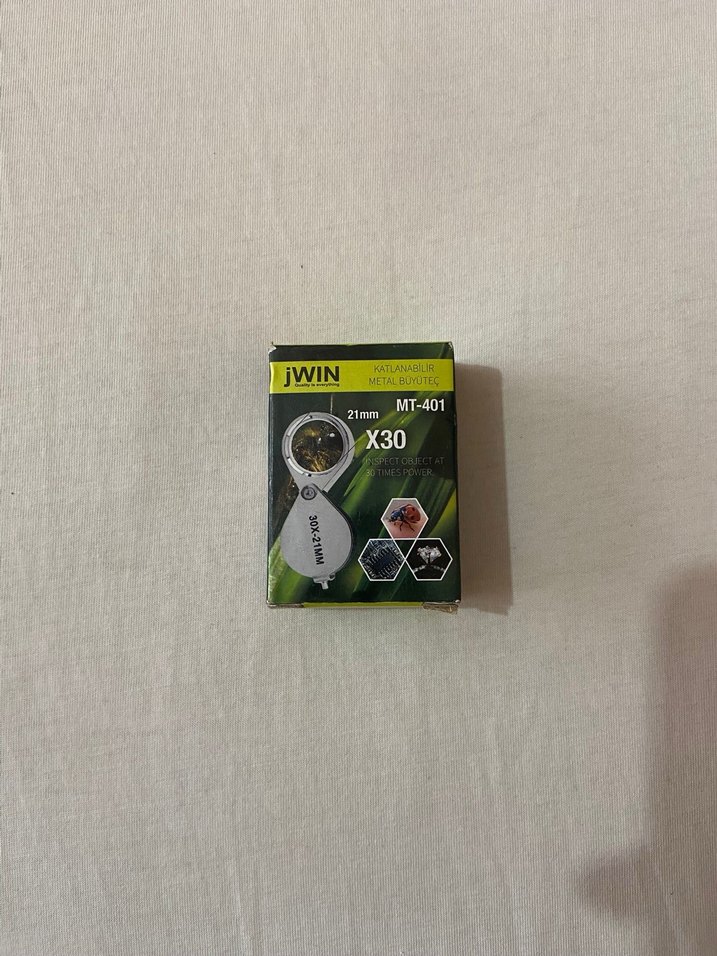 jWIN
Quality is everything
KATLANABİLİR
METAL BÜYÜTEÇ
MT-401
21mm
X30
INSPECT OBJECT AT
30 TIMES POWER.
30X-21MM